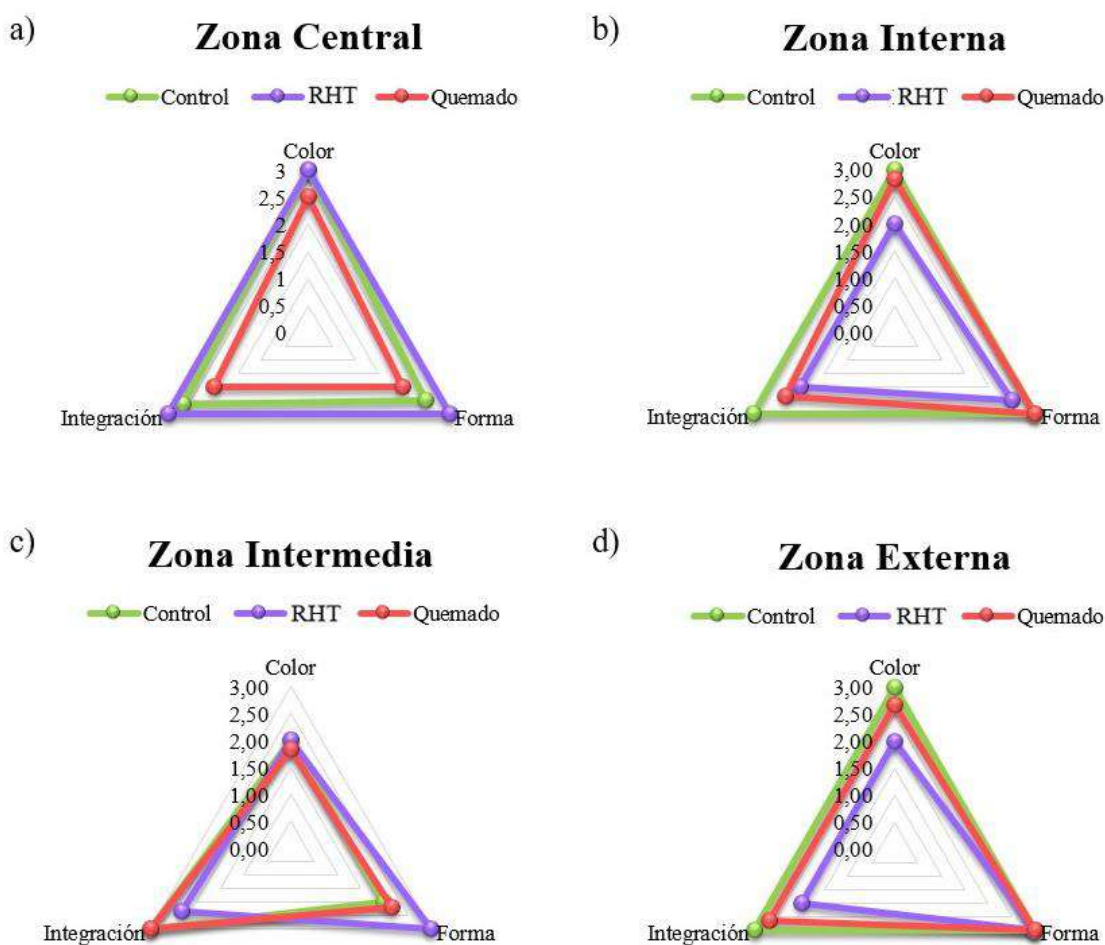 a)
Zona Central
Control RHT Quemado
Color
3
2,5
2
1,5
1
0,5
0
Integración Forma
b)
Zona Interna
Control RHT Quemado
Color
3,00
2,50
2,00
1,50
1,00
0,50
0,00
Integración Forma
c)
Zona Intermedia
Control RHT Quemado
Color
3,00
2,50
2,00
1,50
1,00
0,50
0,00
Integración Forma
d)
Zona Externa
Control RHT Quemado
Color
3,00
2,50
2,00
1,50
1,00
0,50
0,00
Integración Forma